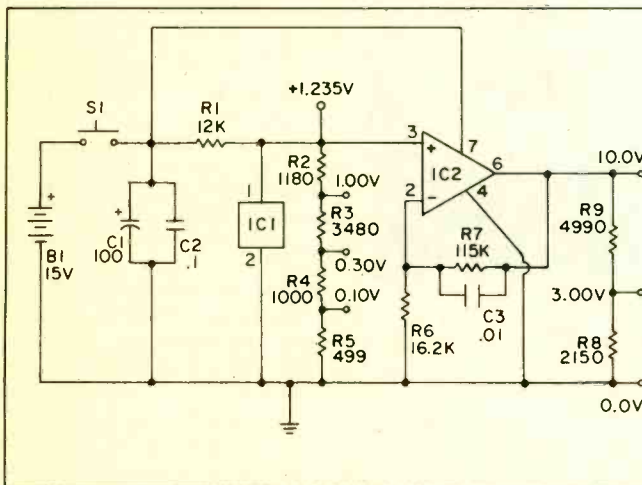 S1
R1
12K
+1.235V
3
+
7
6
10.0V
IC2
4
2
-
R2
1180
1.00V
R9
4990
1
IC1
2
R3
3480
0.30V
R7
115K
+
B1
15V
+
C1
100
C2
.1
R4
1000
0.10V
C3
.01
3.00V
R5
499
R6
16.2K
R8
2150
0.0V